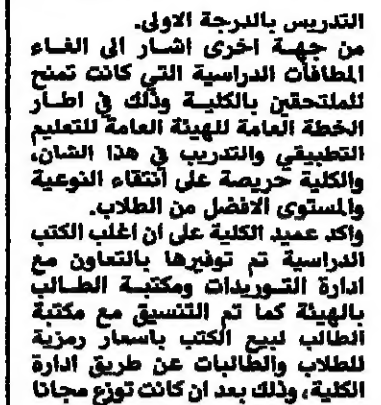 التدريس بالدرجة الاولى.
من جهة اخرى اشار الى الغاء
المكافآت الدراسية التي كانت تمنح
للملتحقين بالكلية وذلك في اطار
الخطة العامة للهيئة العامة للتعليم
التطبيقي والتدريب في هذا الشان،
والكلية حريصة على انتقاء النوعية
والمستوى الافضل من الطلاب.
واكد عميد الكلية على ان اغلب الكتب
الدراسية تم توفيرها بالتعاون مع
ادارة التوريدات ومكتبة الطالب
بالهيئة كما تم التنسيق مع مكتبة
الطالب لبيع الكتب باسعار رمزية
للطلاب والطالبات عن طريق ادارة
الكلية، وذلك بعد ان كانت توزع مجانا